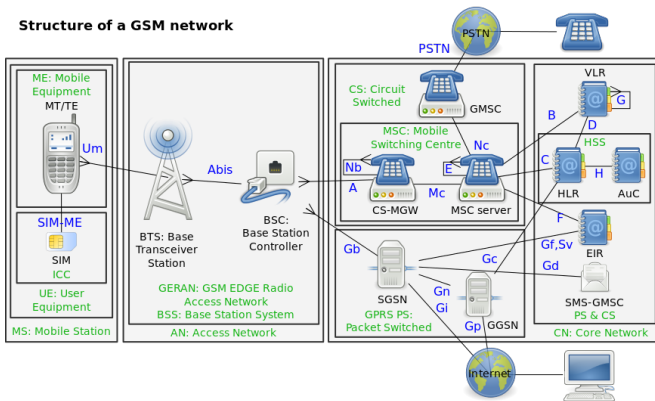 Structure of a GSM network
PSTN
PSTN
ME: Mobile
Equipment
MT/TE
Um
SIM-ME
SIM
ICC
UE: User
Equipment
MS: Mobile Station
Abis
BTS: Base
Transceiver
Station
BSC:
Base Station
Controller
GERAN: GSM EDGE Radio
Access Network
BSS: Base Station System
AN: Access Network
CS: Circuit
Switched
GMSC
MSC: Mobile
Switching Centre
Nc
Nb
E
A
Mc
CS-MGW
MSC server
VLR
G
B
D
HSS
C
H
HLR
AuC
F
EIR
Gb
Gc
Gf,Sv
Gd
SGSN
Gn
Gi
Gp
GGSN
GPRS PS:
Packet Switched
SMS-GMSC
PS & CS
CN: Core Network
Internet